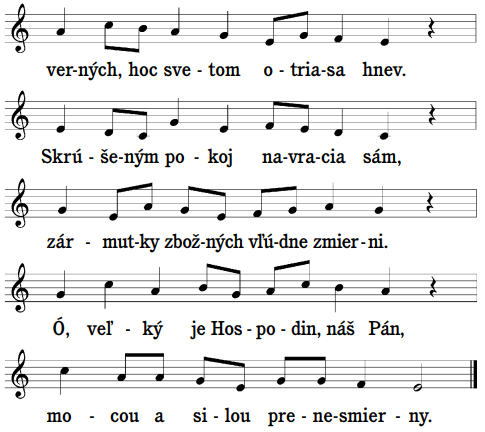 ver-ných, hoc sve - tom o - tria-sa hnev.
Skrú - še-ným po - koj na-vra-cia sám,
zár - mut-ky zbož-ných vľú-dne zmier-ni.
Ó, veľ - ký je Hos-po-din, náš Pán,
mo - cou a si-lou pre-ne-smier - ny.